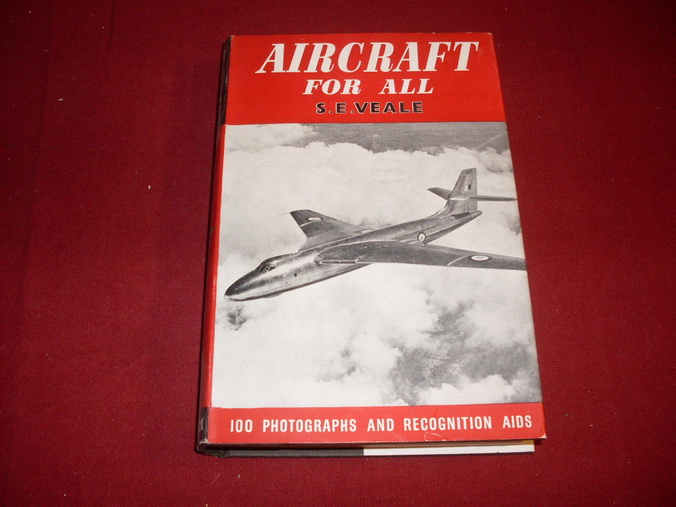 AIRCRAFT
FOR ALL
S.E.VEALE
100 PHOTOGRAPHS AND RECOGNITION AIDS